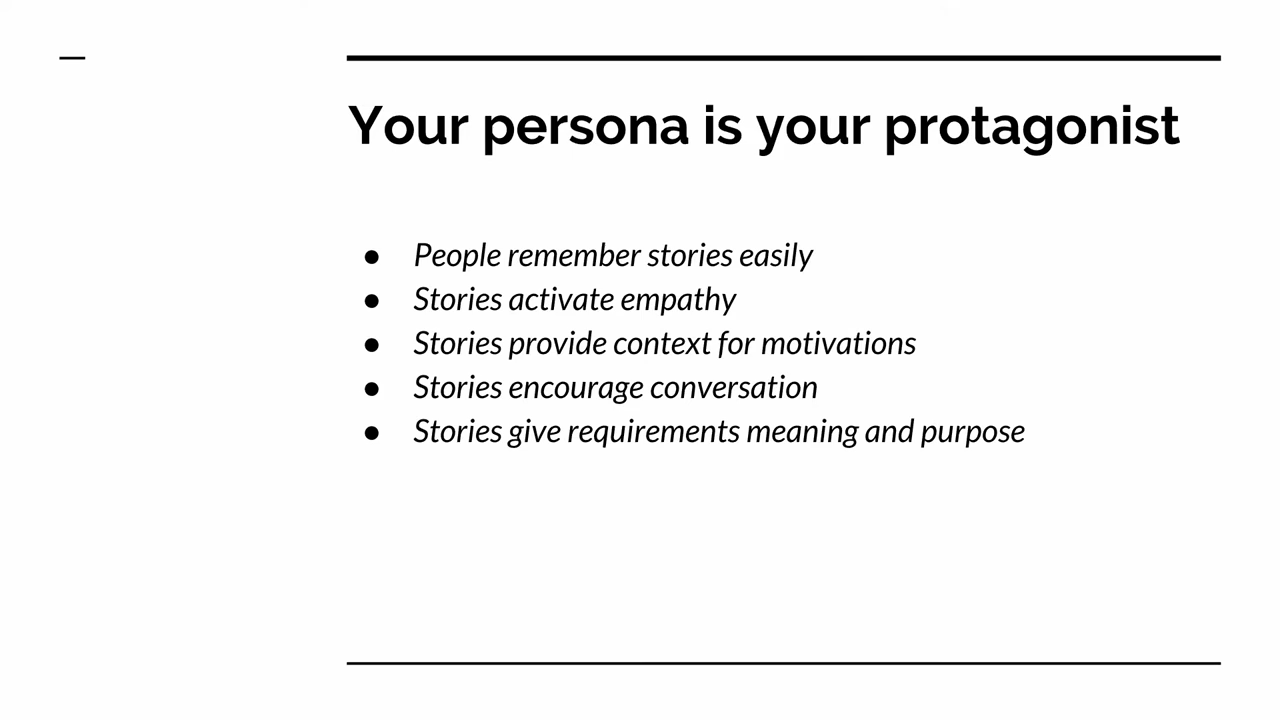 Your persona is your protagonist
● People remember stories easily
● Stories activate empathy
● Stories provide context for motivations
● Stories encourage conversation
● Stories give requirements meaning and purpose